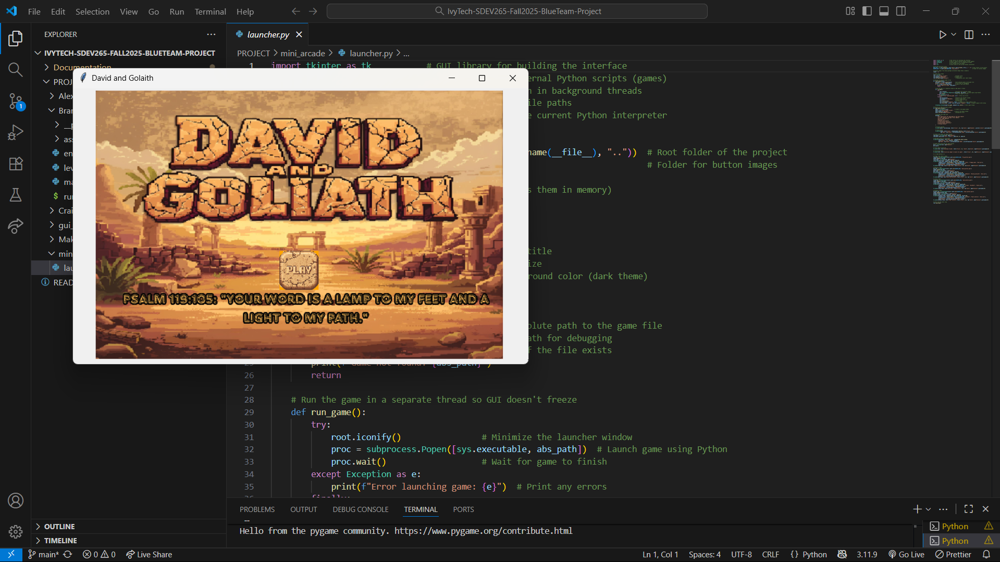 File Edit Selection View Go Run Terminal Help
IvyTech-SDEV265-Fall2025-BlueTeam-Project
EXPLORER
IVYTECH-SDEV265-FALL2025-BLUETEAM-PROJECT
Documentation
PROJ
Alex
Bran
ass
en
lev
ma
run
Crai
gui_
Mak
min
lau
READ
OUTLINE
TIMELINE
launcher.py
PROJECT > mini_arcade > launcher.py > ...
1 import tkinter as tk # GUI library for building the interface
ernal Python scripts (games)
n in background threads
ile paths
e current Python interpreter
name(__file__), "..")) # Root folder of the project
# Folder for button images
s them in memory)
title
ize
round color (dark theme)
olute path to the game file
ath for debugging
f the file exists
26 return
27
28 # Run the game in a separate thread so GUI doesn't freeze
29 def run_game():
30 try:
31 root.iconify() # Minimize the launcher window
32 proc = subprocess.Popen([sys.executable, abs_path]) # Launch game using Python
33 proc.wait() # Wait for game to finish
34 except Exception as e:
35 print(f"Error launching game: {e}") # Print any errors
David and Golaith
DAVID
AND
GOLIATH
PLAY
PSALM 119:105: "YOUR WORD IS A LAMP TO MY FEET AND A
LIGHT TO MY PATH."
PROBLEMS OUTPUT DEBUG CONSOLE TERMINAL PORTS
...
Hello from the pygame community. https://www.pygame.org/contribute.html
Python
Python
main* 0 0 Live Share
Ln 1, Col 1 Spaces: 4 UTF-8 CRLF {} Python 3.11.9 Go Live Prettier